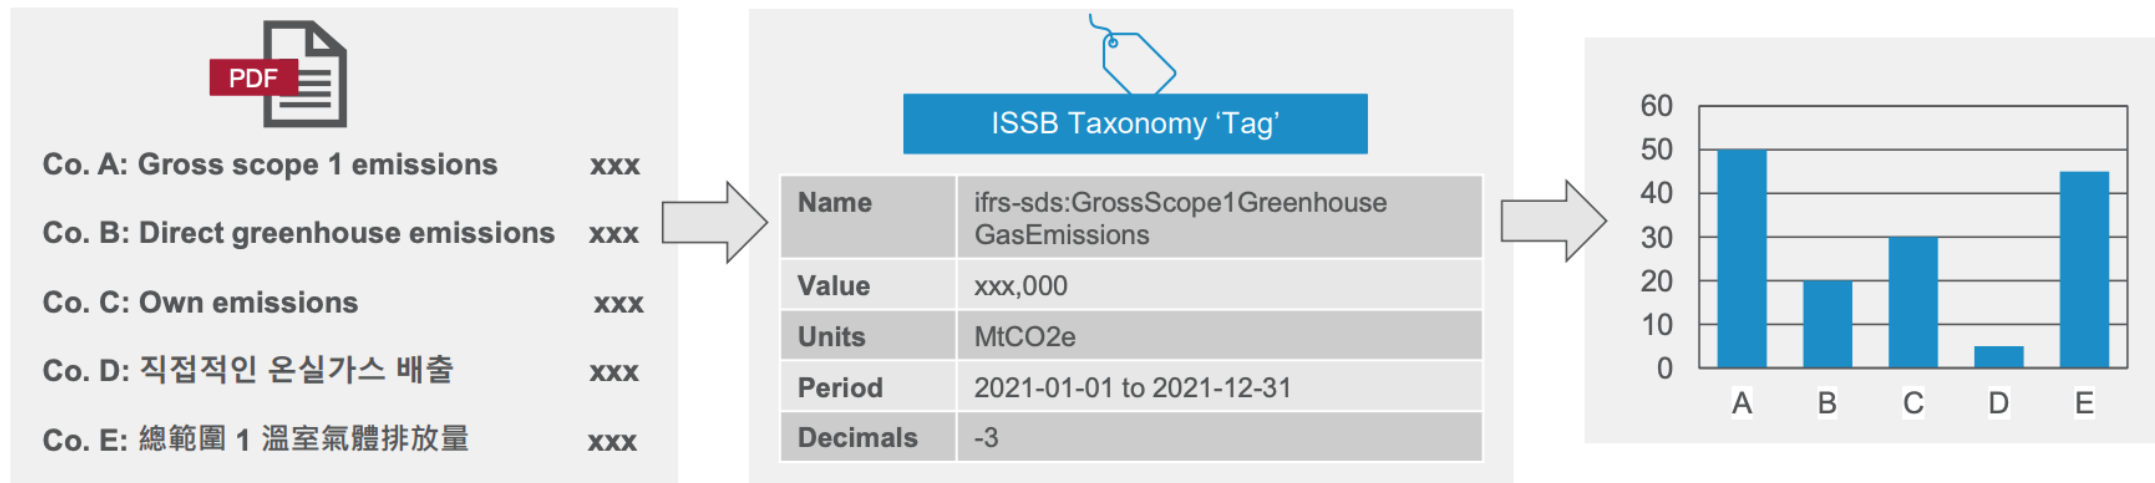 PDF
Co. A: Gross scope 1 emissions xxx
Co. B: Direct greenhouse emissions xxx
Co. C: Own emissions xxx
Co. D: 직접적인 온실가스 배출 xxx
Co. E: 總範圍 1 溫室氣體排放量 xxx
ISSB Taxonomy ‘Tag’
Name ifrs-sds:GrossScope1Greenhouse
GasEmissions
Value xxx,000
Units MtCO2e
Period 2021-01-01 to 2021-12-31
Decimals -3
60
50
40
30
20
10
0
A B C D E